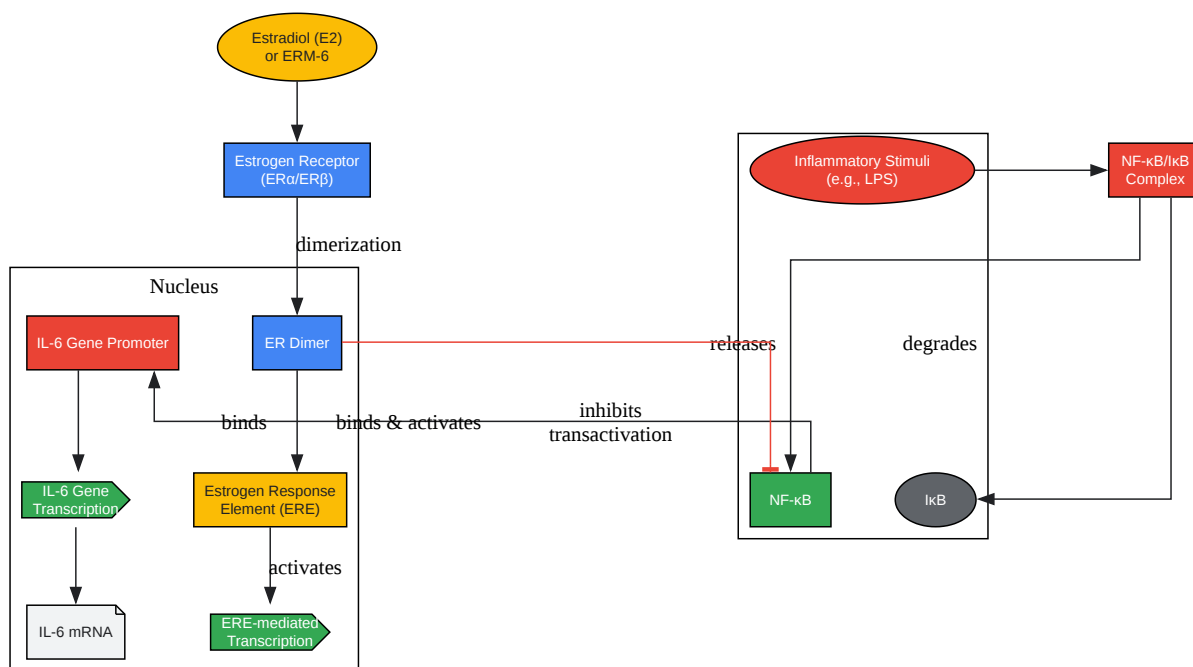 Estradiol (E2)
or ERM-6
Estrogen Receptor
(ERα/ERβ)
Inflammatory Stimuli
(e.g., LPS)
NF-κB/IκB
Complex
dimerization
Nucleus
IL-6 Gene Promoter
ER Dimer
releases
degrades
binds
binds & activates
inhibits
transactivation
IL-6 Gene
Transcription
Estrogen Response
Element (ERE)
NF-κB
IκB
activates
IL-6 mRNA
ERE-mediated
Transcription